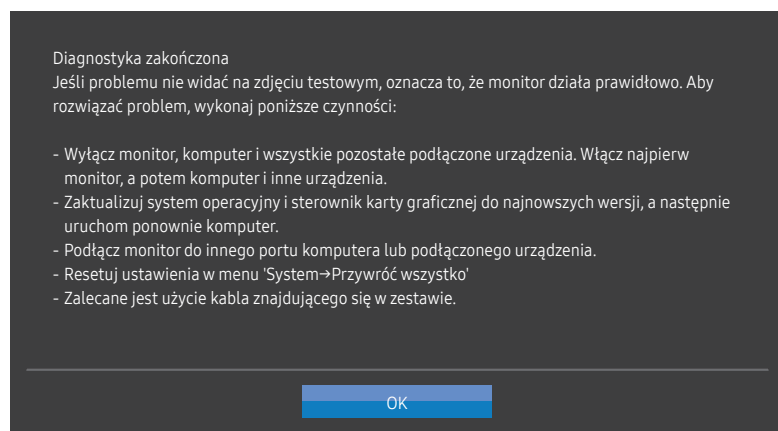 Diagnostyka zakończona
Jeśli problemu nie widać na zdjęciu testowym, oznacza to, że monitor działa prawidłowo. Aby
rozwiązać problem, wykonaj poniższe czynności:
- Wyłącz monitor, komputer i wszystkie pozostałe podłączone urządzenia. Włącz najpierw
monitor, a potem komputer i inne urządzenia.
- Zaktualizuj system operacyjny i sterownik karty graficznej do najnowszych wersji, a następnie
uruchom ponownie komputer.
- Podłącz monitor do innego portu komputera lub podłączonego urządzenia.
- Resetuj ustawienia w menu 'System→Przywróć wszystko'
- Zalecane jest użycie kabla znajdującego się w zestawie.
OK